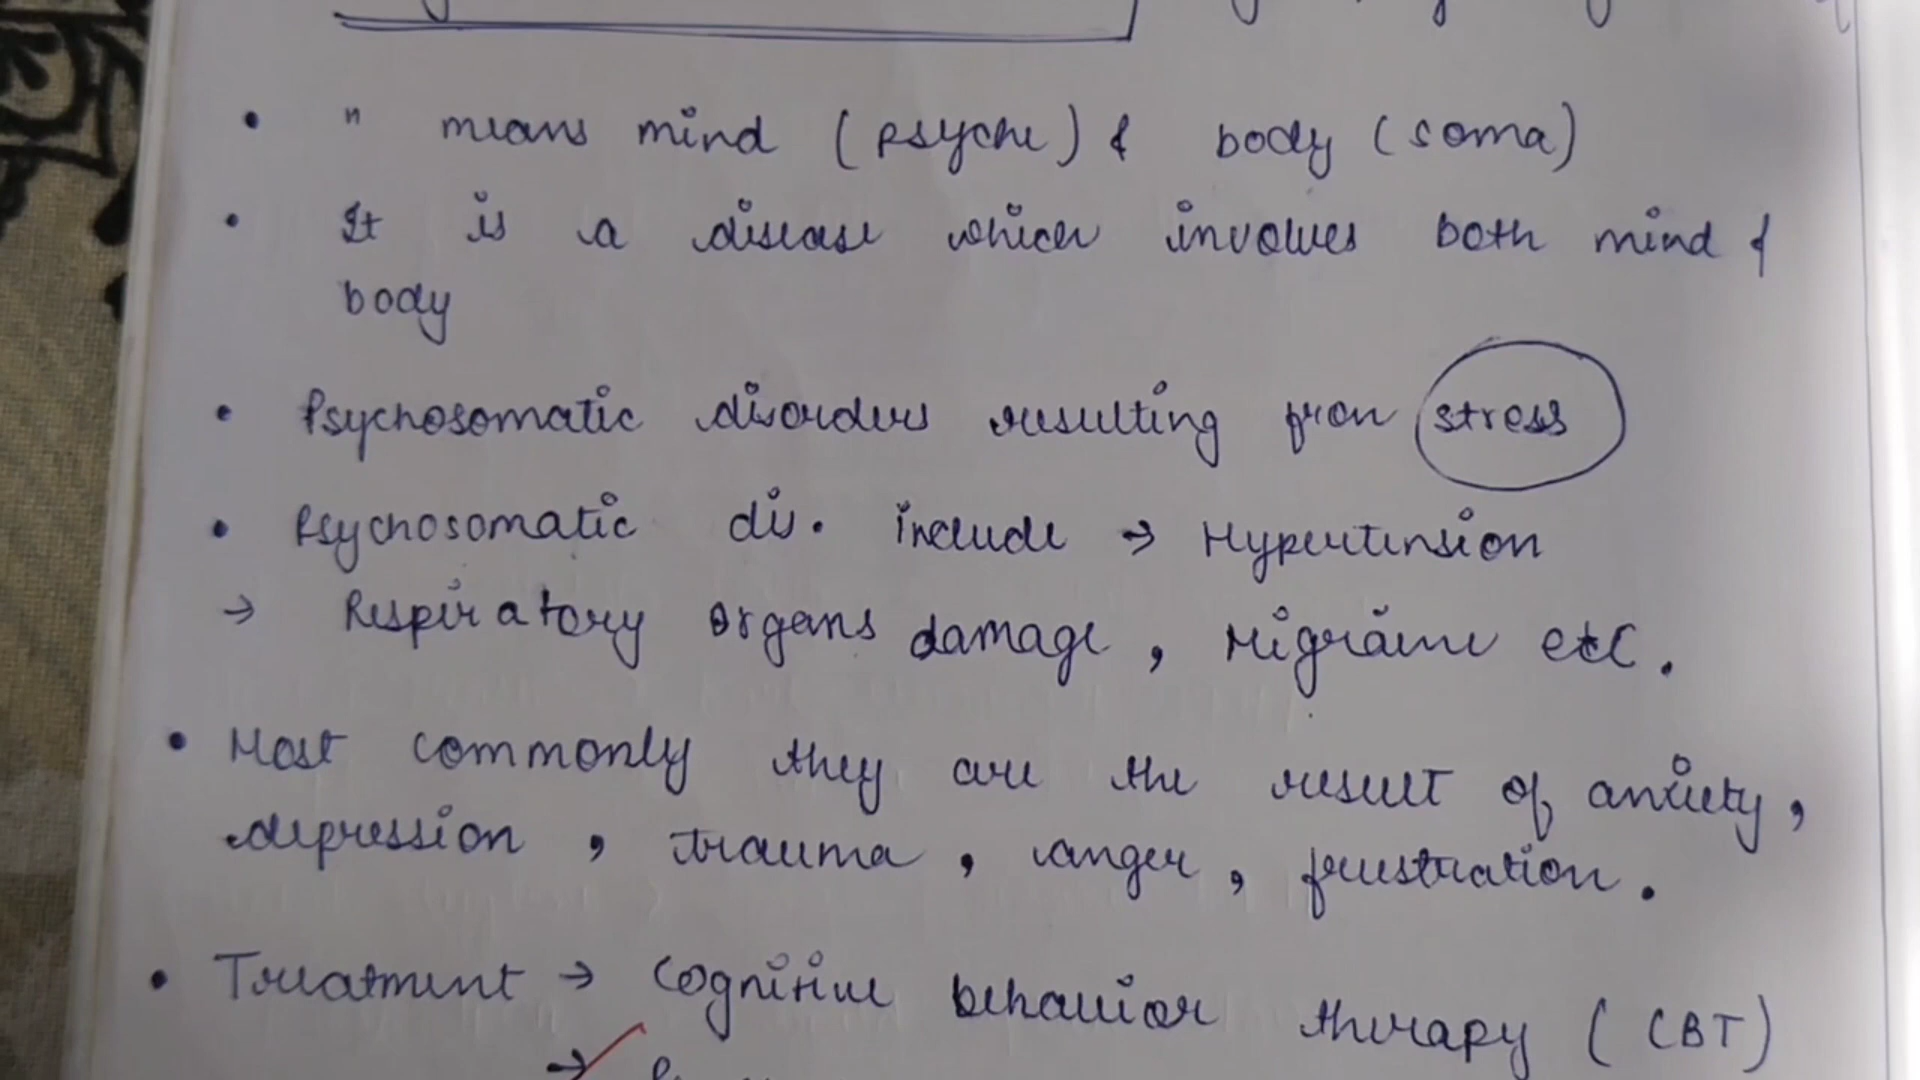 • " means mind (psyche) & body (soma)
• It is a disease which involves both mind &
body
• Psychosomatic disorders resulting from stress
• Psychosomatic dis. include → Hypertension
→ Respiratory organs damage, Migraine etc.
• Most commonly they are the result of anxiety,
depression, trauma, anger, frustration.
• Treatment → Cognitive behavior therapy (CBT)
→